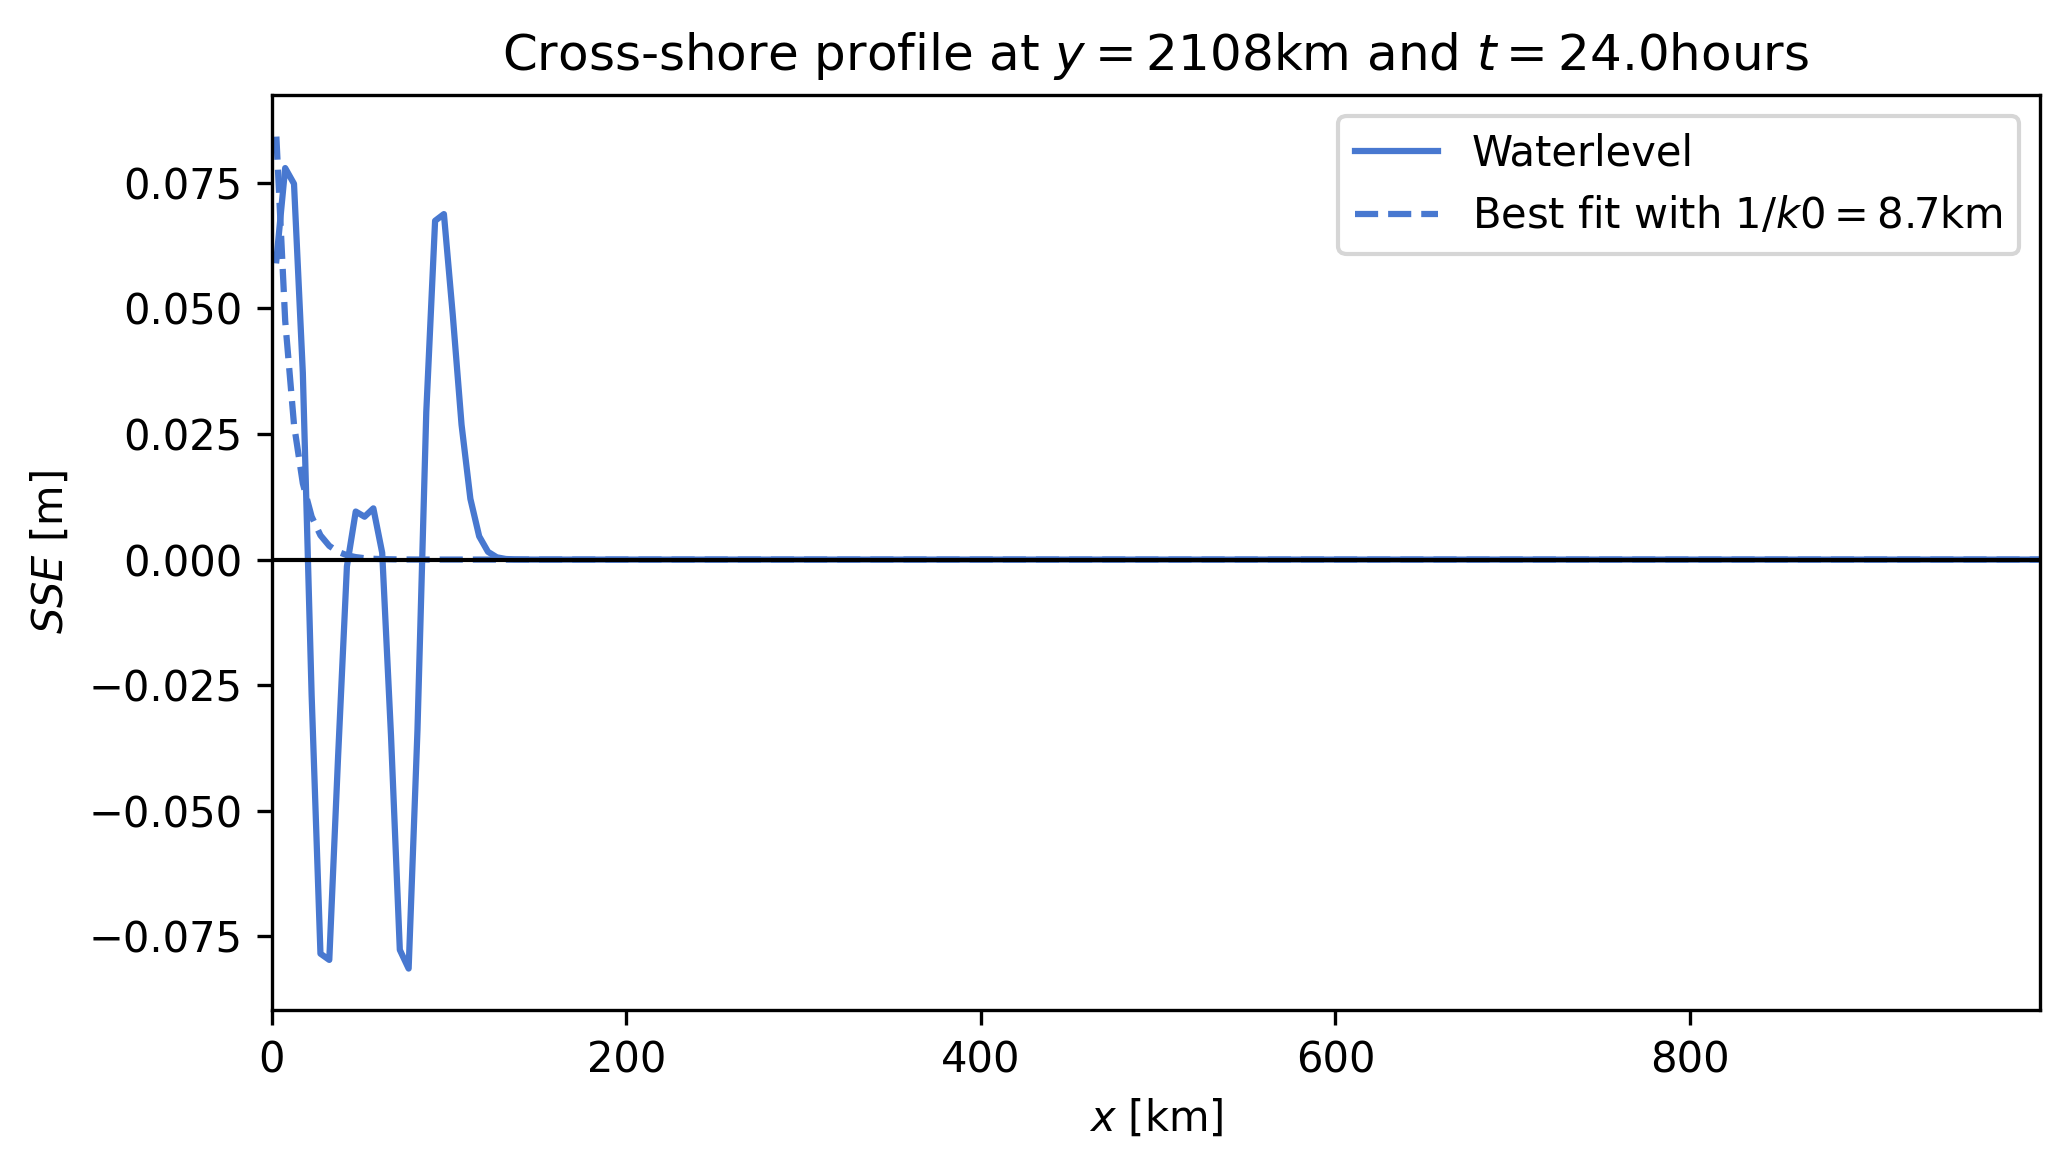 Cross-shore profile at y = 2108km and t = 24.0hours
Waterlevel
Best fit with 1/k0 = 8.7km
SSE [m]
0.075
0.050
0.025
0.000
−0.025
−0.050
−0.075
0 200 400 600 800
x [km]